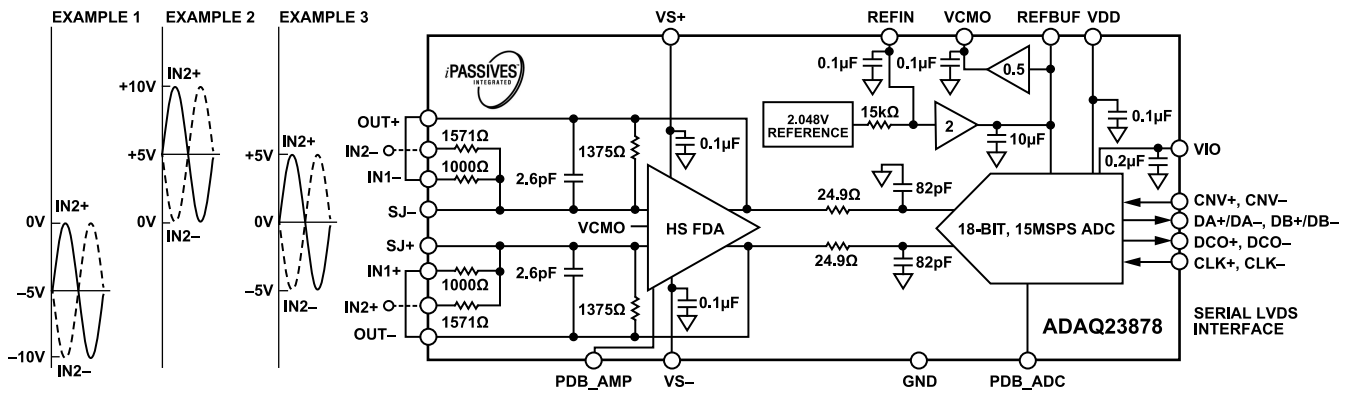 EXAMPLE 1
EXAMPLE 2
EXAMPLE 3
IN2+
+10V
+5V
0V
IN2–
IN2+
+5V
0V
–5V
IN2–
IN2+
0V
–5V
–10V
IN2–
VS+
REFIN
VCMO
REFBUF
VDD
iPASSIVES
INTEGRATED
0.1µF
0.1µF
0.5
2.048V
REFERENCE
15kΩ
2
10µF
0.1µF
0.2µF
VIO
OUT+
IN2–
IN1–
SJ–
SJ+
IN1+
IN2+
OUT–
1571Ω
1000Ω
2.6pF
1375Ω
0.1µF
VCMO
HS FDA
24.9Ω
82pF
24.9Ω
82pF
18-BIT, 15MSPS ADC
CNV+, CNV–
DA+/DA–, DB+/DB–
DCO+, DCO–
CLK+, CLK–
1000Ω
1571Ω
2.6pF
1375Ω
0.1µF
ADAQ23878
SERIAL LVDS
INTERFACE
PDB_AMP
VS–
GND
PDB_ADC